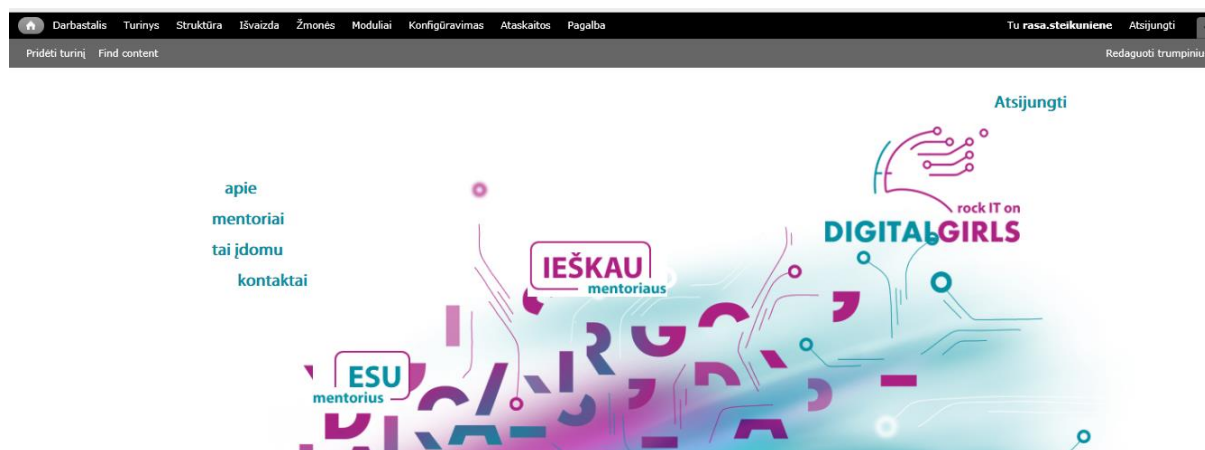 Darbastalis Turinys Struktūra Išvaizda Žmonės Moduliai Konfigūravimas Ataskaitos Pagalba Tu rasa.steikuniene Atsijungti
Pridėti turinį Find content Redaguoti trumpinius
Atsijungti
apie
mentoriai
tai įdomu
kontaktai
rock IT on
DIGITALGIRLS
IEŠKAU
mentoriaus
ESU
mentorius